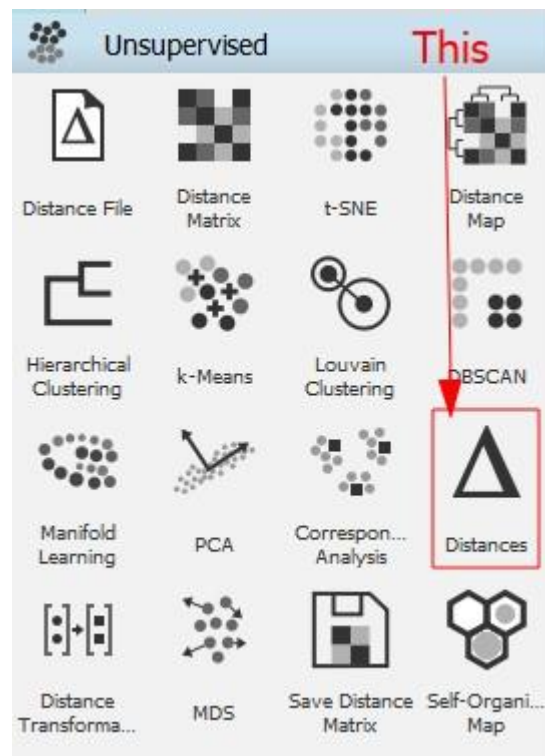 Unsupervised
This
Distance File
Distance
Matrix
t-SNE
Distance
Map
Hierarchical
Clustering
k-Means
Louvain
Clustering
DBSCAN
Manifold
Learning
PCA
Correspon...
Analysis
Distances
Distance
Transforma...
MDS
Save Distance
Matrix
Self-Organi...
Map